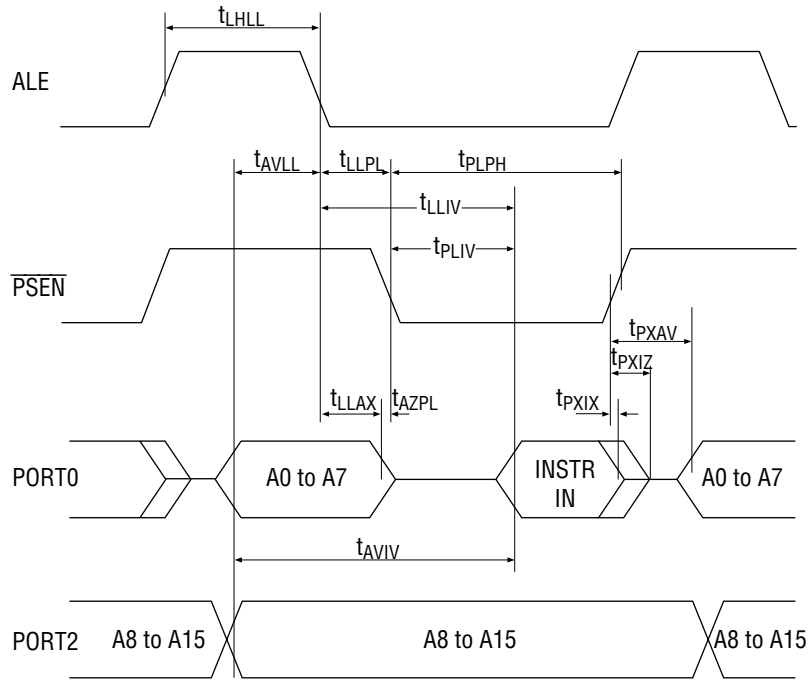 tLHLL
ALE
tAVLL tLLPL tPLPH
tLLIV
tPLIV
PSEN
tPXAV
tPXIZ
tLLAX tAZPL tPXIX
PORT0 A0 to A7 INSTR IN A0 to A7
tAVIV
PORT2 A8 to A15 A8 to A15 A8 to A15